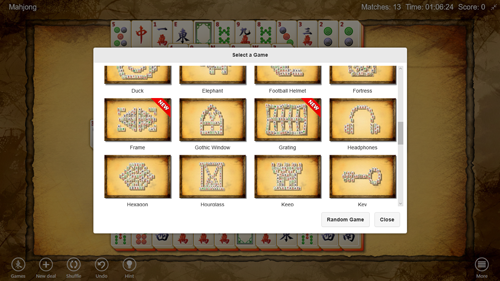 Mahjong
Matches: 13 Time: 01:06:24 Score: 0
Select a Game
Duck
Elephant
Football Helmet
Fortress
NEW
NEW
Frame
Gothic Window
Grating
Headphones
Hexagon
Hourglass
Keep
Key
Random Game
Close
Games
New deal
Shuffle
Undo
Hint
More